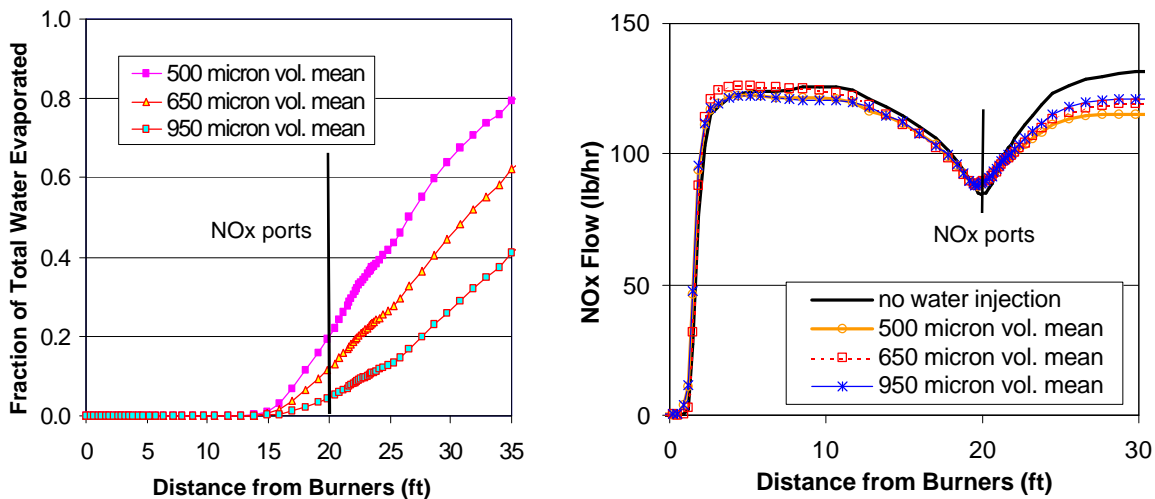 Fraction of Total Water Evaporated
1.0
0.8
0.6
0.4
0.2
0.0
500 micron vol. mean
650 micron vol. mean
950 micron vol. mean
NOx ports
0 5 10 15 20 25 30 35
Distance from Burners (ft)
NOx Flow (lb/hr)
150
100
50
0
NOx ports
no water injection
500 micron vol. mean
650 micron vol. mean
950 micron vol. mean
0 10 20 30
Distance from Burners (ft)